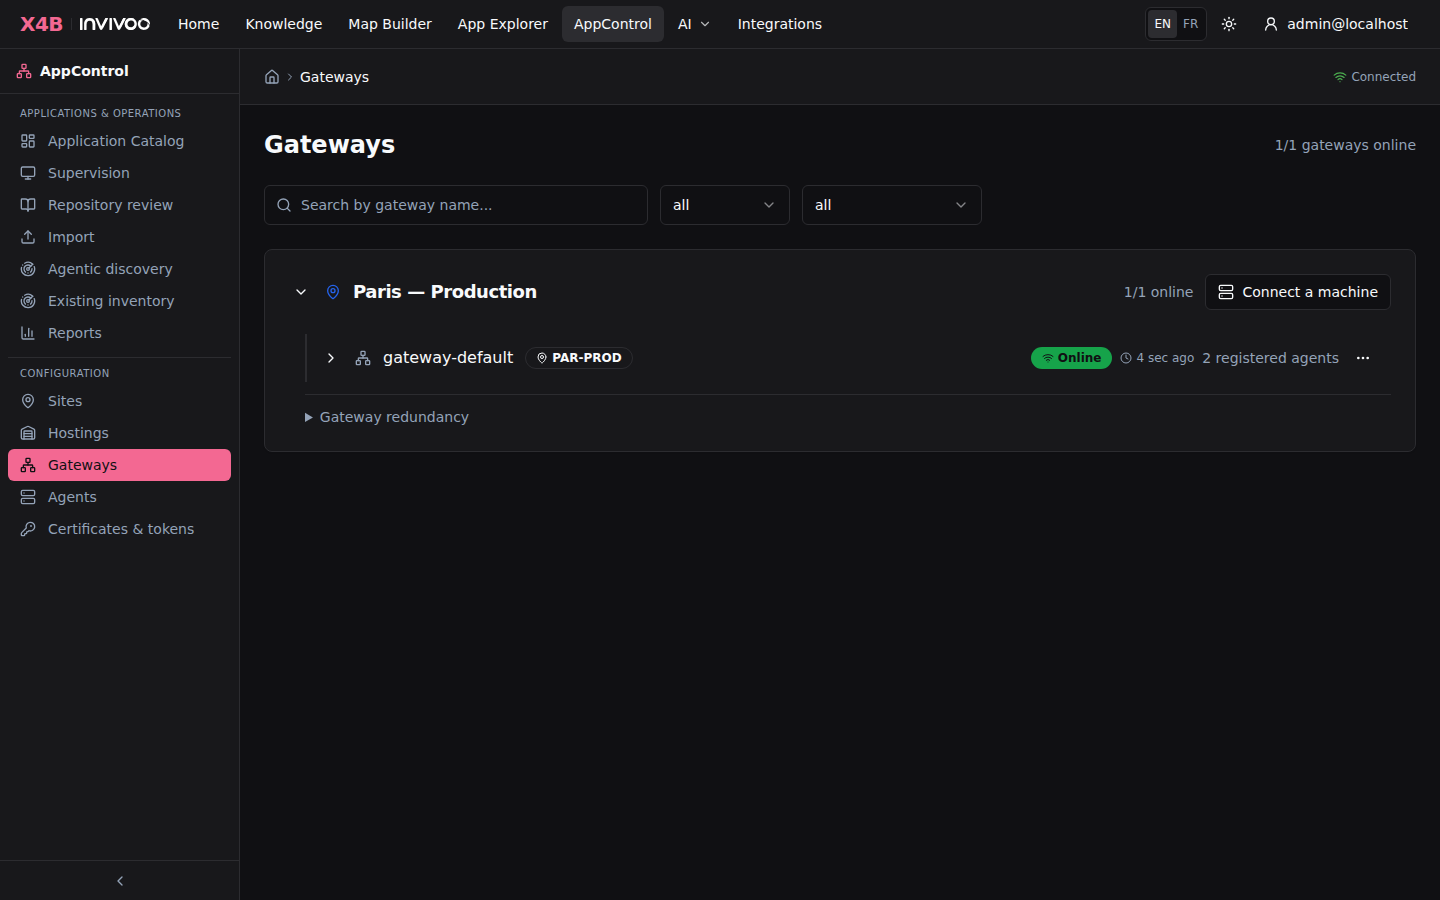 X4B INVIVOO Home Knowledge Map Builder App Explorer AppControl AI Integrations EN FR admin@localhost
AppControl
Gateways
Connected
APPLICATIONS & OPERATIONS
Application Catalog
Supervision
Repository review
Import
Agentic discovery
Existing inventory
Reports
CONFIGURATION
Sites
Hostings
Gateways
Agents
Certificates & tokens
Gateways
1/1 gateways online
Search by gateway name...
all
all
Paris — Production
1/1 online
Connect a machine
gateway-default PAR-PROD
Online 4 sec ago 2 registered agents
Gateway redundancy